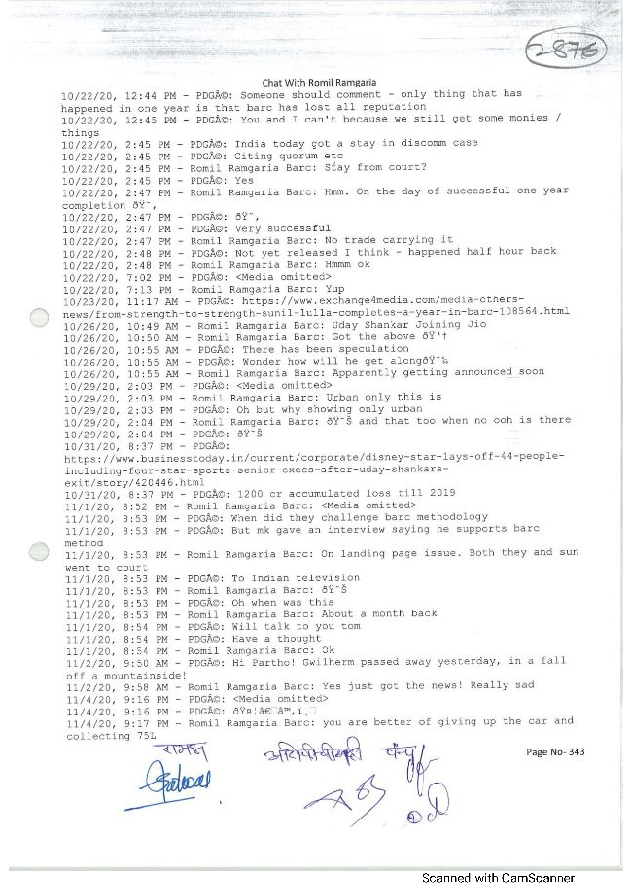 2876
Chat With Romil Ramgaria
10/22/20, 12:44 PM - PDGÂ©: Someone should comment - only thing that has
happened in one year is that barc has lost all reputation
10/22/20, 12:45 PM - PDGÂ©: You and I can't because we still get some monies /
things
10/22/20, 2:45 PM - PDGÂ©: India today got a stay in discomm case
10/22/20, 2:45 PM - PDGÂ©: Citing quorum etc
10/22/20, 2:45 PM - Romil Ramgaria Barc: Stay from court?
10/22/20, 2:45 PM - PDGÂ©: Yes
10/22/20, 2:47 PM - Romil Ramgaria Barc: Hmm. On the day of successful one year
completion ðŸ˜‚
10/22/20, 2:47 PM - PDGÂ©: ðŸ˜‚
10/22/20, 2:47 PM - PDGÂ©: very successful
10/22/20, 2:47 PM - Romil Ramgaria Barc: No trade carrying it
10/22/20, 2:48 PM - PDGÂ©: Not yet released I think - happened half hour back
10/22/20, 2:48 PM - Romil Ramgaria Barc: Hmmm ok
10/22/20, 7:02 PM - PDGÂ©: <Media omitted>
10/22/20, 7:13 PM - Romil Ramgaria Barc: Yup
10/23/20, 11:17 AM - PDGÂ©: https://www.exchange4media.com/media-others-
news/from-strength-to-strength-sunil-lulla-completes-a-year-in-barc-108564.html
10/26/20, 10:49 AM - Romil Ramgaria Barc: Uday Shankar Joining Jio
10/26/20, 10:50 AM - Romil Ramgaria Barc: Got the above ðŸ'†
10/26/20, 10:55 AM - PDGÂ©: There has been speculation
10/26/20, 10:55 AM - PDGÂ©: Wonder how will he get alongðŸ˜‰
10/26/20, 10:55 AM - Romil Ramgaria Barc: Apparently getting announced soon
10/29/20, 2:03 PM - PDGÂ©: <Media omitted>
10/29/20, 2:03 PM - Romil Ramgaria Barc: Urban only this is
10/29/20, 2:03 PM - PDGÂ©: Oh but why showing only urban
10/29/20, 2:04 PM - Romil Ramgaria Barc: ðŸ˜Š and that too when no ooh is there
10/29/20, 2:04 PM - PDGÂ©: ðŸ˜Š
10/31/20, 8:37 PM - PDGÂ©:
https://www.businesstoday.in/current/corporate/disney-star-lays-off-44-people-
including-four-star-sports-senior-execs-after-uday-shankars-
exit/story/420446.html
10/31/20, 8:37 PM - PDGÂ©: 1200 cr accumulated loss till 2019
11/1/20, 8:52 PM - Romil Ramgaria Barc: <Media omitted>
11/1/20, 8:53 PM - PDGÂ©: When did they challenge barc methodology
11/1/20, 8:53 PM - PDGÂ©: But mk gave an interview saying he supports barc
method
11/1/20, 8:53 PM - Romil Ramgaria Barc: On landing page issue. Both they and sun
went to court
11/1/20, 8:53 PM - PDGÂ©: To Indian television
11/1/20, 8:53 PM - Romil Ramgaria Barc: ðŸ˜Š
11/1/20, 8:53 PM - PDGÂ©: Oh when was this
11/1/20, 8:53 PM - Romil Ramgaria Barc: About a month back
11/1/20, 8:54 PM - PDGÂ©: Will talk to you tom
11/1/20, 8:54 PM - PDGÂ©: Have a thought
11/1/20, 8:54 PM - Romil Ramgaria Barc: Ok
11/2/20, 9:50 AM - PDGÂ©: Hi Partho! Gwilherm passed away yesterday, in a fall
off a mountainside!
11/2/20, 9:58 AM - Romil Ramgaria Barc: Yes just got the news! Really sad
11/4/20, 9:16 PM - PDGÂ©: <Media omitted>
11/4/20, 9:16 PM - PDGÂ©:
11/4/20, 9:17 PM - Romil Ramgaria Barc: you are better of giving up the car and
collecting 75L
Page No- 343
Scanned with CamScanner